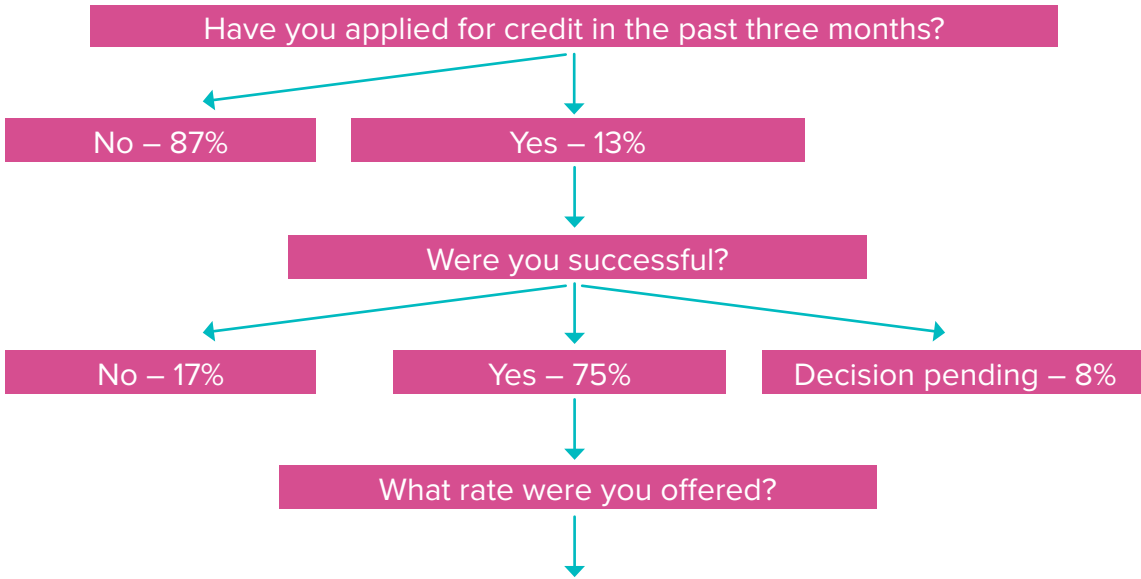 Have you applied for credit in the past three months?
No – 87%
Yes – 13%
Were you successful?
No – 17%
Yes – 75%
Decision pending – 8%
What rate were you offered?